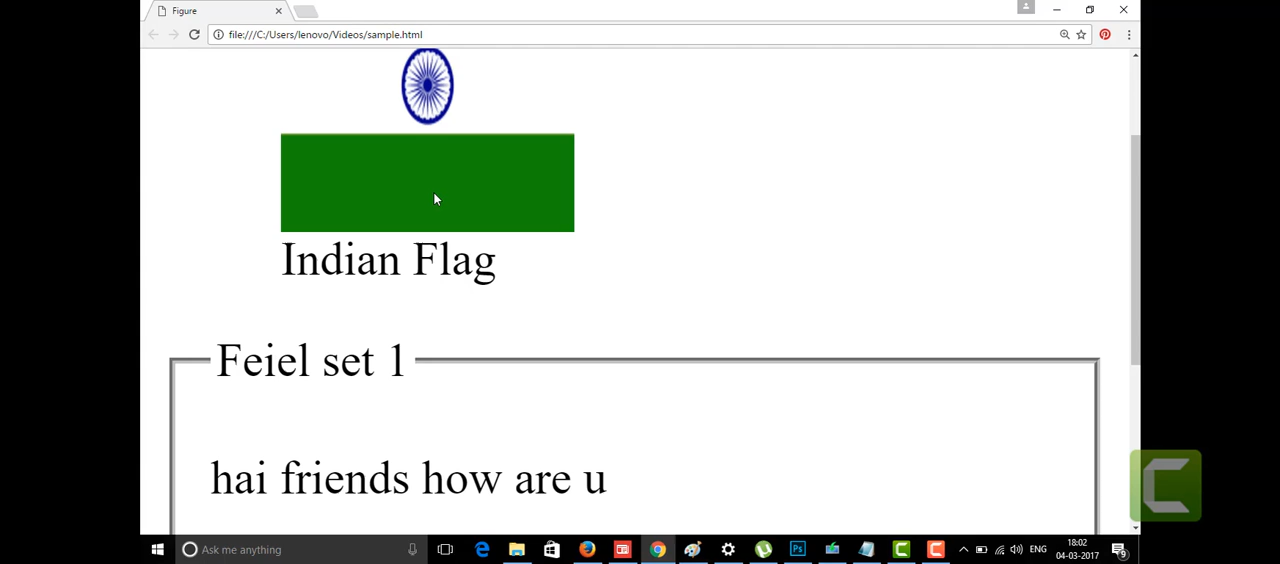 Figure
file:///C:/Users/lenovo/Videos/sample.html
Indian Flag
Feiel set 1
hai friends how are u
Ask me anything
ENG
18:02
04-03-2017
9